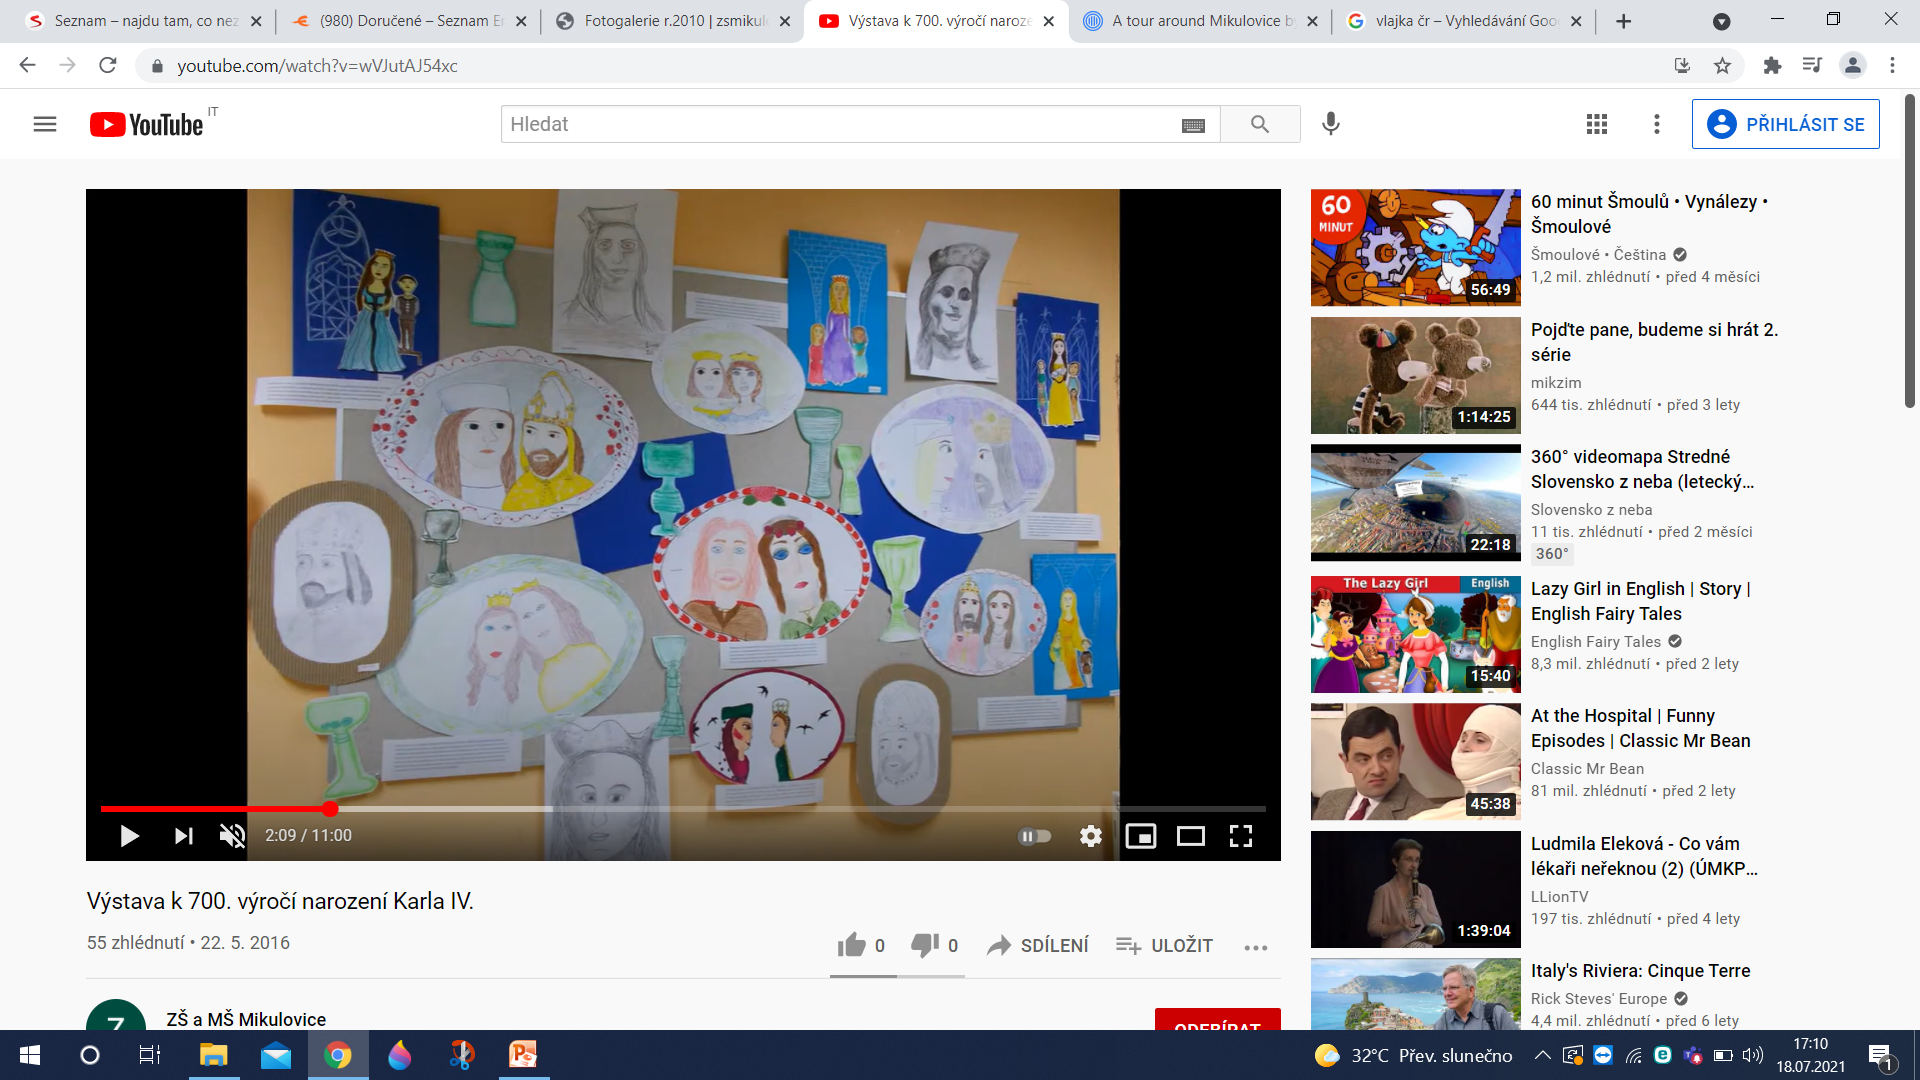 Seznam – najdu tam, co nez
(980) Doručené – Seznam E
Fotogalerie r.2010 | zsmikul
Výstava k 700. výročí naroze
A tour around Mikulovice b
vlajka čr – Vyhledávání Goo
youtube.com/watch?v=wVJutAJ54xc
YouTube IT
Hledat
PŘIHLÁSIT SE
2:09 / 11:00
Výstava k 700. výročí narození Karla IV.
55 zhlédnutí • 22. 5. 2016
0
0
SDÍLENÍ
ULOŽIT
Z
ZŠ a MŠ Mikulovice
ODEBÍRAT
60
MINUT
56:49
60 minut Šmoulů • Vynálezy •
Šmoulové
Šmoulové • Čeština
1,2 mil. zhlédnutí • před 4 měsíci
1:14:25
Pojďte pane, budeme si hrát 2.
série
mikzim
644 tis. zhlédnutí • před 3 lety
22:18
360° videomapa Stredné
Slovensko z neba (letecký…
Slovensko z neba
11 tis. zhlédnutí • před 2 měsíci
360°
The Lazy Girl
English
15:40
Lazy Girl in English | Story |
English Fairy Tales
English Fairy Tales
8,3 mil. zhlédnutí • před 2 lety
45:38
At the Hospital | Funny
Episodes | Classic Mr Bean
Classic Mr Bean
81 mil. zhlédnutí • před 2 lety
1:39:04
Ludmila Eleková - Co vám
lékaři neřeknou (2) (ÚMKP…
LLionTV
197 tis. zhlédnutí • před 4 lety
Italy's Riviera: Cinque Terre
Rick Steves' Europe
4,4 mil. zhlédnutí • před 6 lety
32°C Přev. slunečno
17:10
18.07.2021
1